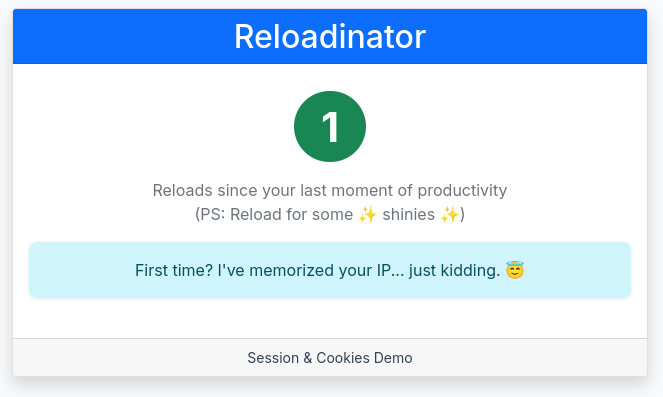 Reloadinator
1
Reloads since your last moment of productivity
(PS: Reload for some ✨ shinies ✨)
First time? I've memorized your IP... just kidding. 😇
Session & Cookies Demo